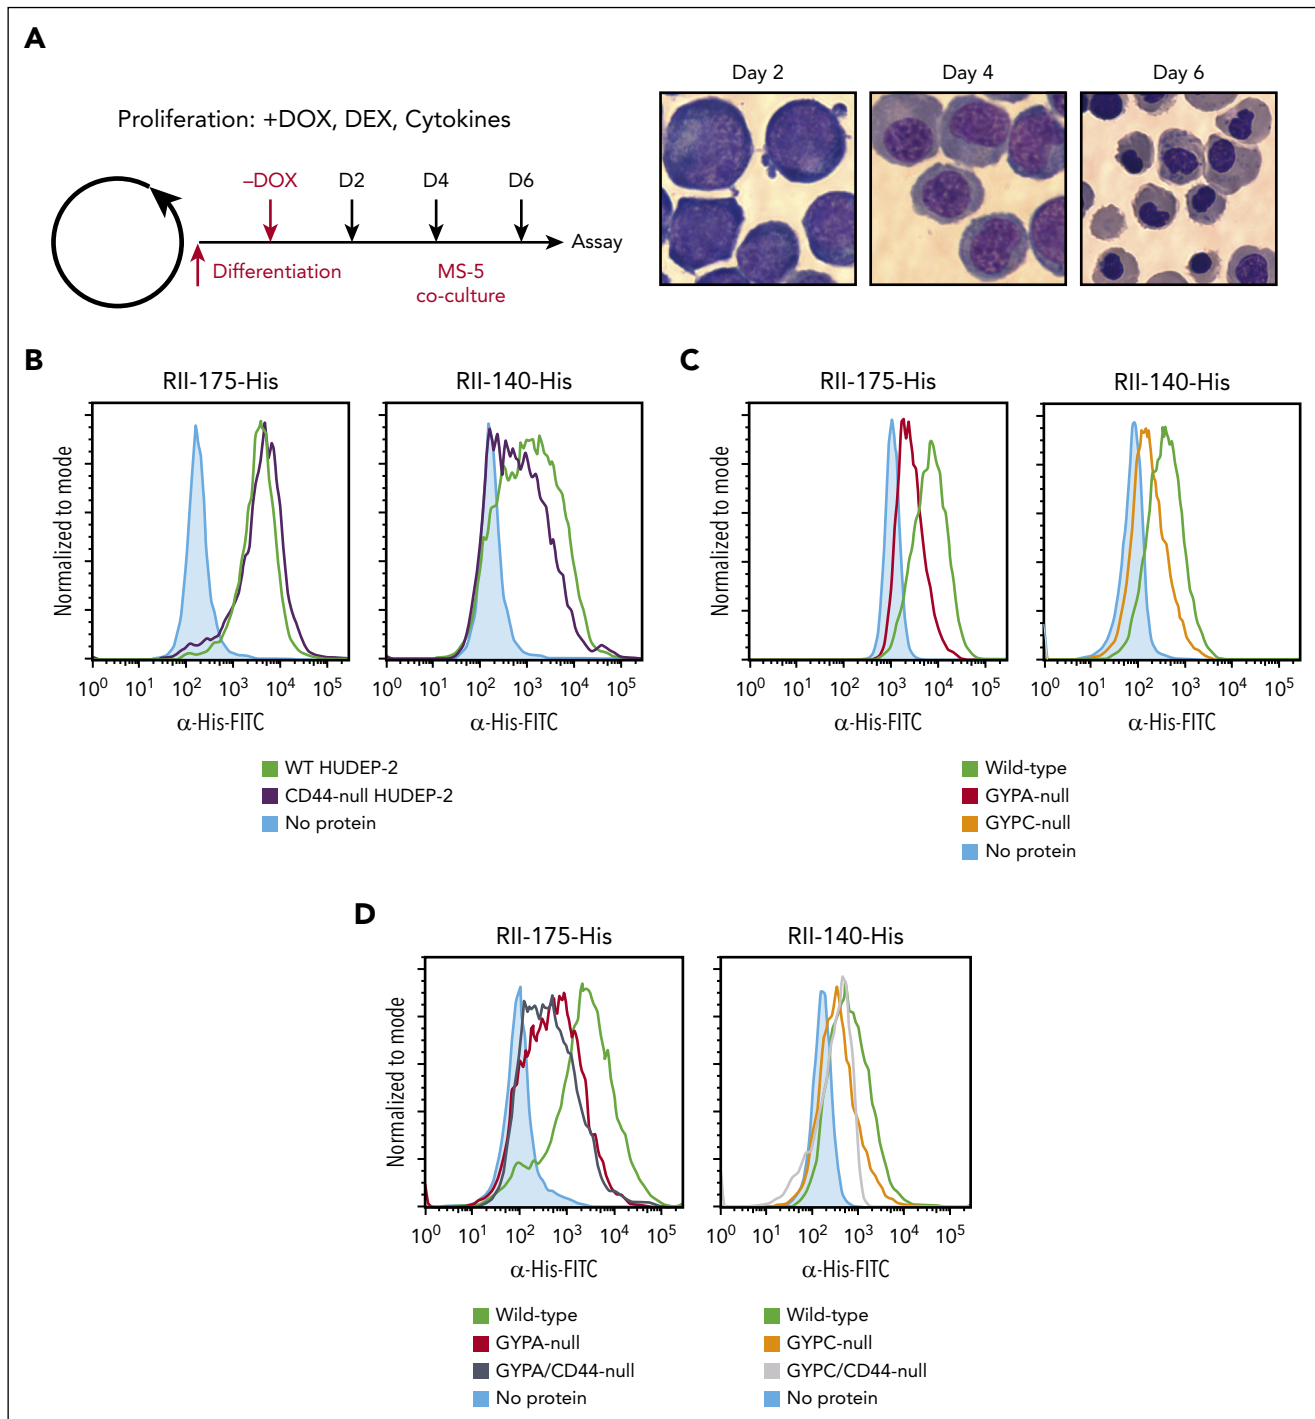 A
Proliferation: +DOX, DEX, Cytokines
–DOX
D2
D4
D6
Assay
Differentiation
MS-5
co-culture
Day 2
Day 4
Day 6
B
RII-175-His
RII-140-His
Normalized to mode
10⁰ 10¹ 10² 10³ 10⁴ 10⁵
10⁰ 10¹ 10² 10³ 10⁴ 10⁵
α-His-FITC
α-His-FITC
WT HUDEP-2
CD44-null HUDEP-2
No protein
C
RII-175-His
RII-140-His
Normalized to mode
Normalized to mode
10⁰ 10¹ 10² 10³ 10⁴ 10⁵
10⁰ 10¹ 10² 10³ 10⁴ 10⁵
α-His-FITC
α-His-FITC
Wild-type
GYPA-null
GYPC-null
No protein
D
RII-175-His
RII-140-His
Normalized to mode
10⁰ 10¹ 10² 10³ 10⁴ 10⁵
10⁰ 10¹ 10² 10³ 10⁴ 10⁵
α-His-FITC
α-His-FITC
Wild-type
GYPA-null
GYPA/CD44-null
No protein
Wild-type
GYPC-null
GYPC/CD44-null
No protein